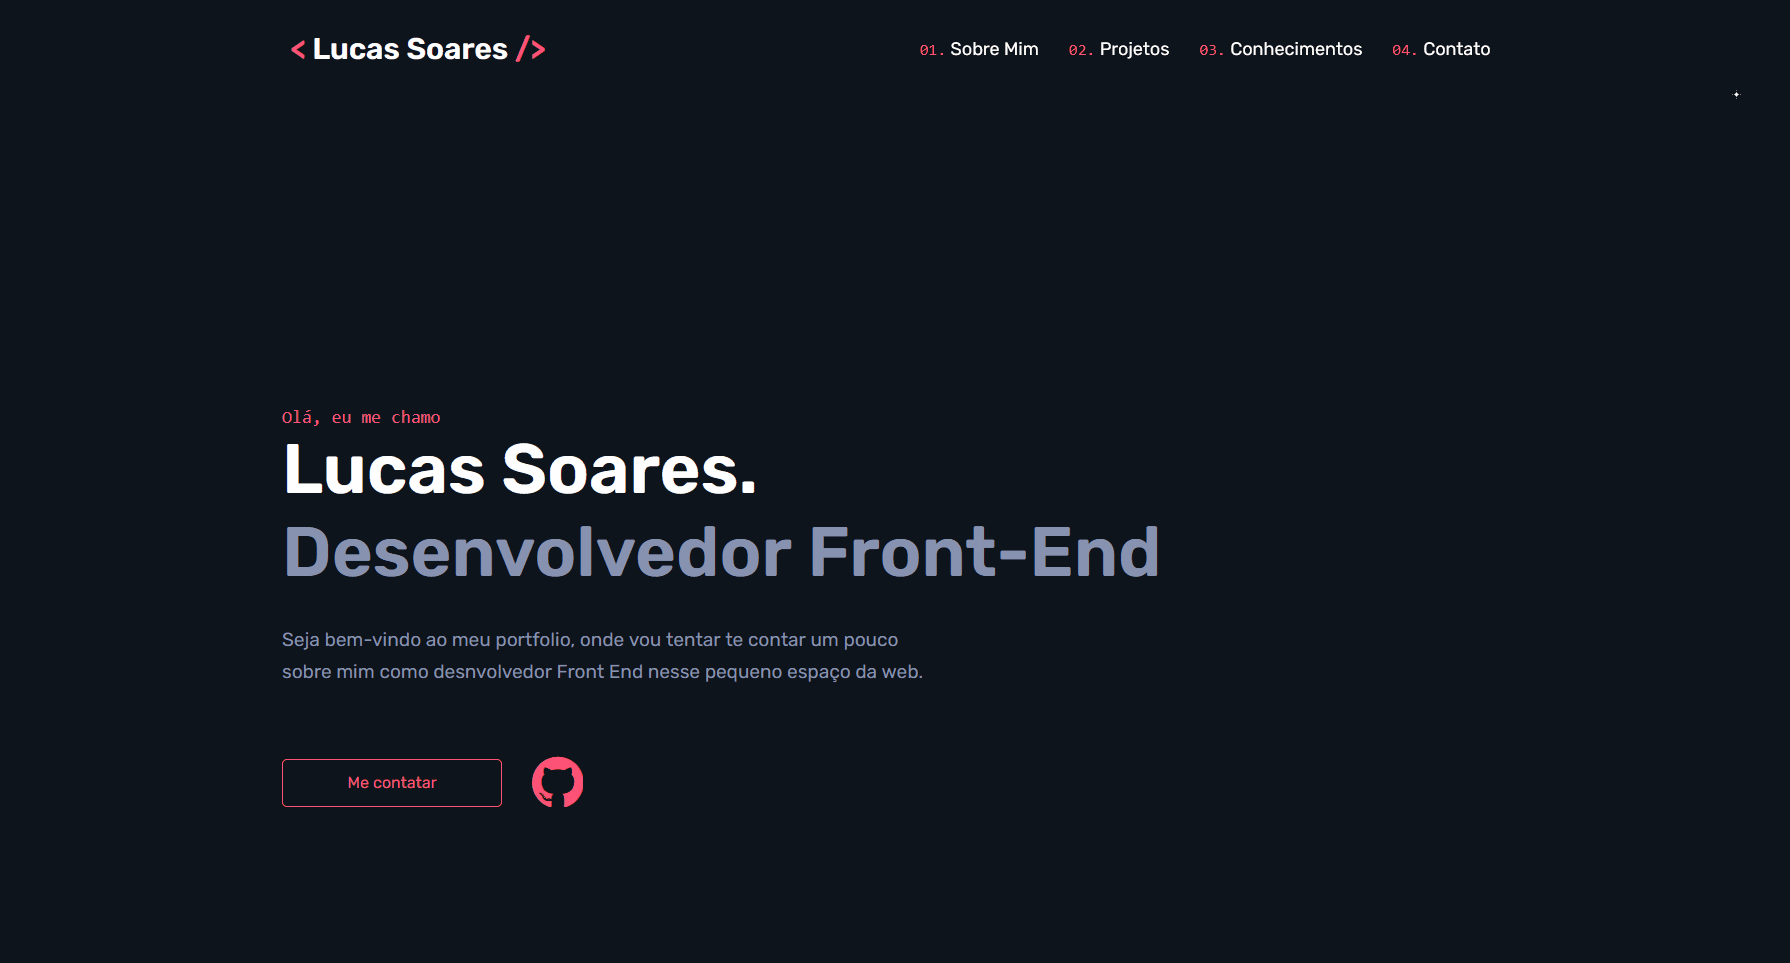 < Lucas Soares />
01. Sobre Mim 02. Projetos 03. Conhecimentos 04. Contato
Olá, eu me chamo
Lucas Soares.
Desenvolvedor Front-End
Seja bem-vindo ao meu portfolio, onde vou tentar te contar um pouco
sobre mim como desnvolvedor Front End nesse pequeno espaço da web.
Me contatar